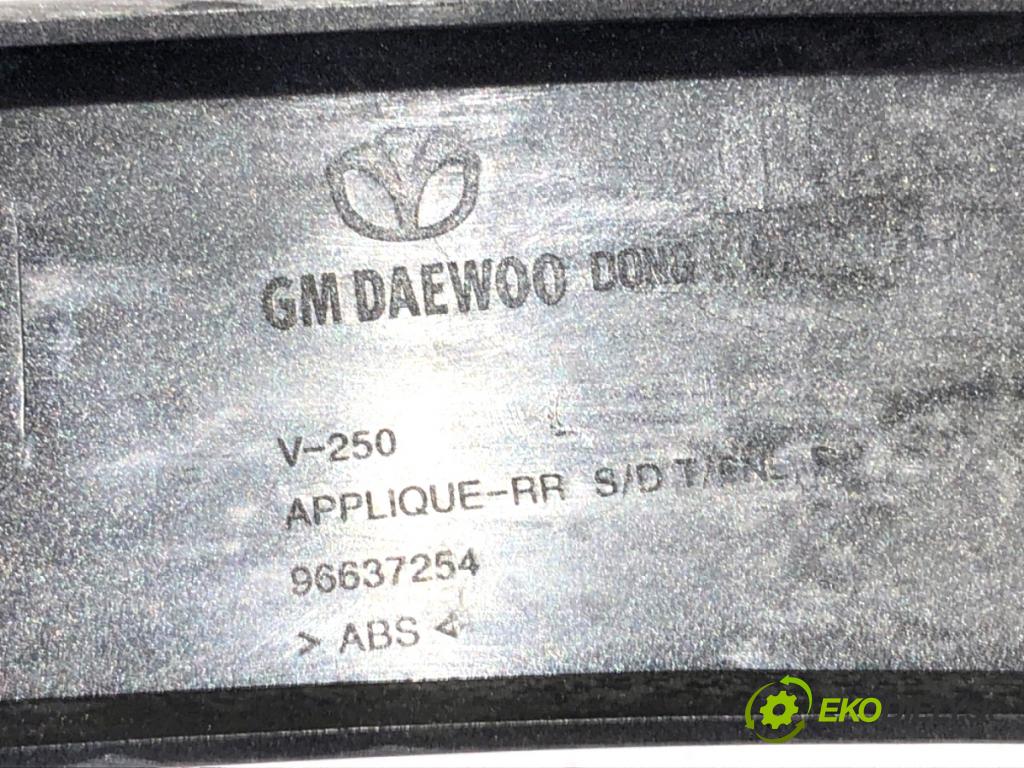 GM DAEWOO DONG
V-250
APPLIQUE-RR S/D
96637254
> ABS <
EKO